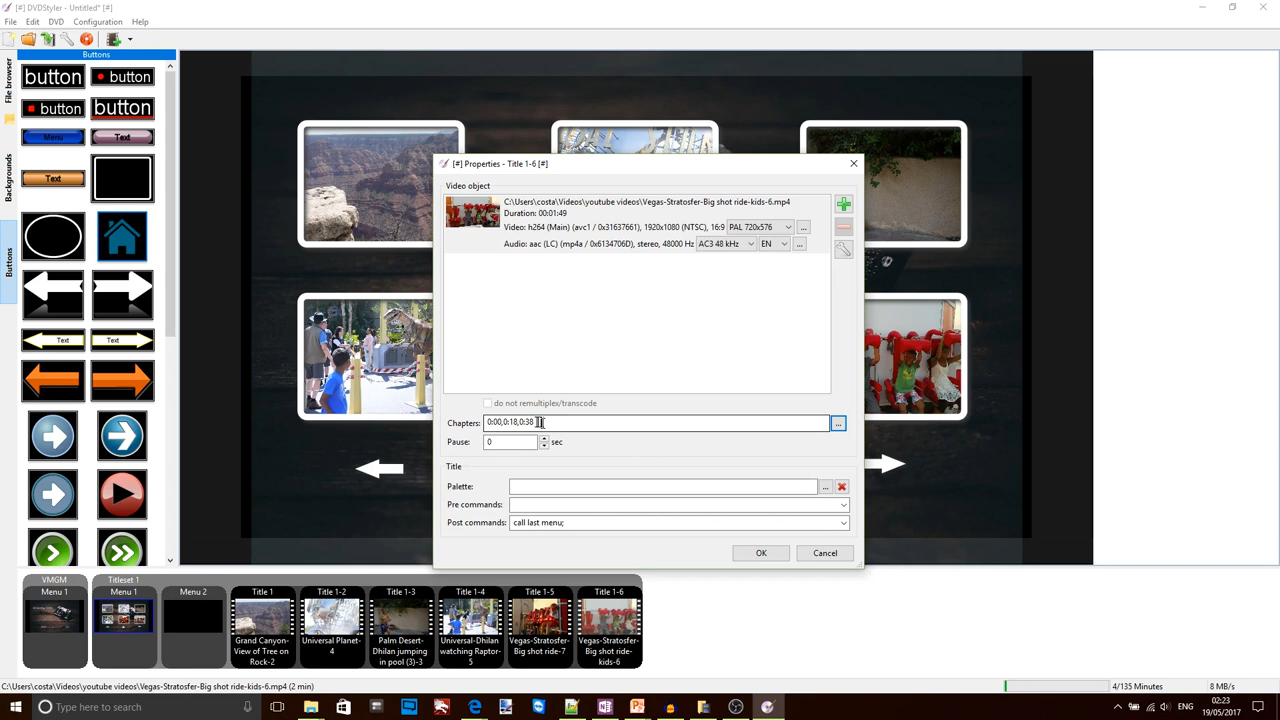 [#] DVDStyler - Untitled* [#]
File Edit DVD Configuration Help
Buttons
File browser
Backgrounds
Buttons
button
button
button
button
Menu
Text
Text
Text
Text
[#] Properties - Title 1-6 [#]
Video object
C:\Users\costa\Videos\youtube videos\Vegas-Stratosfer-Big shot ride-kids-6.mp4
Duration: 00:01:49
Video: h264 (Main) (avc1 / 0x31637661), 1920x1080 (NTSC), 16:9 PAL 720x576 ...
Audio: aac (LC) (mp4a / 0x6134706D), stereo, 48000 Hz AC3 48 kHz EN ...
do not remultiplex/transcode
Chapters: 0:00,0:18,0:38 ...
Pause: 0 sec
Title
Palette: ...
Pre commands:
Post commands: call last menu;
OK Cancel
VMGM Titleset 1
Menu 1 Menu 1 Menu 2 Title 1 Title 1-2 Title 1-3 Title 1-4 Title 1-5 Title 1-6
Grand Canyon-
View of Tree on
Rock-2
Universal Planet-
4
Palm Desert-
Dhilan jumping
in pool (3)-3
Universal-Dhilan
watching Raptor-
5
Vegas-Stratosfer-
Big shot ride-7
Vegas-Stratosfer-
Big shot ride-
kids-6
C:\Users\costa\Videos\youtube videos\Vegas-Stratosfer-Big shot ride-kids-6.mp4 (2 min) 4/135 Minutes 8 MB/s
Type here to search
ENG
02:23
19/05/2017